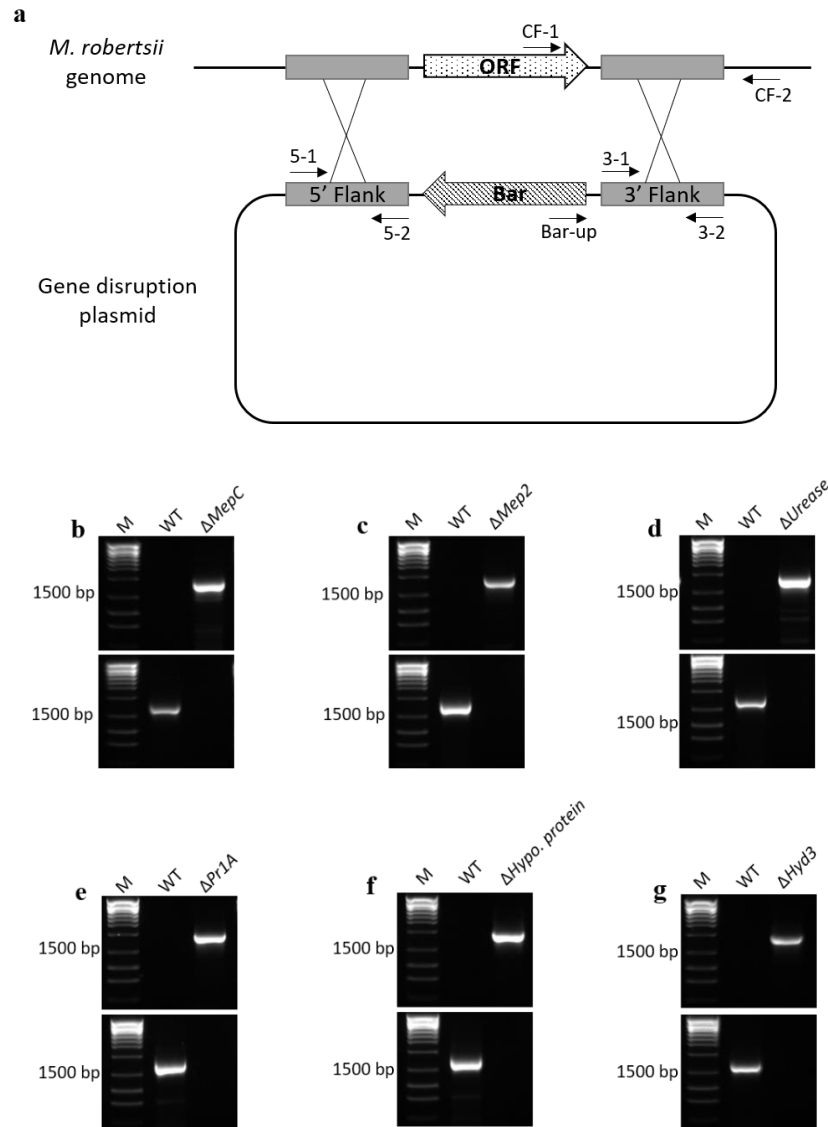 a
M. robertsii
genome
CF-1
ORF
CF-2
5-1
3-1
5' Flank
Bar
3' Flank
5-2
Bar-up
3-2
Gene disruption
plasmid
b
M
WT
ΔMepC
1500 bp
1500 bp
c
M
WT
ΔMep2
1500 bp
1500 bp
d
M
WT
ΔUrease
1500 bp
1500 bp
e
M
WT
ΔPr1A
1500 bp
1500 bp
f
M
WT
ΔHypo. protein
1500 bp
1500 bp
g
M
WT
ΔHyd3
1500 bp
1500 bp